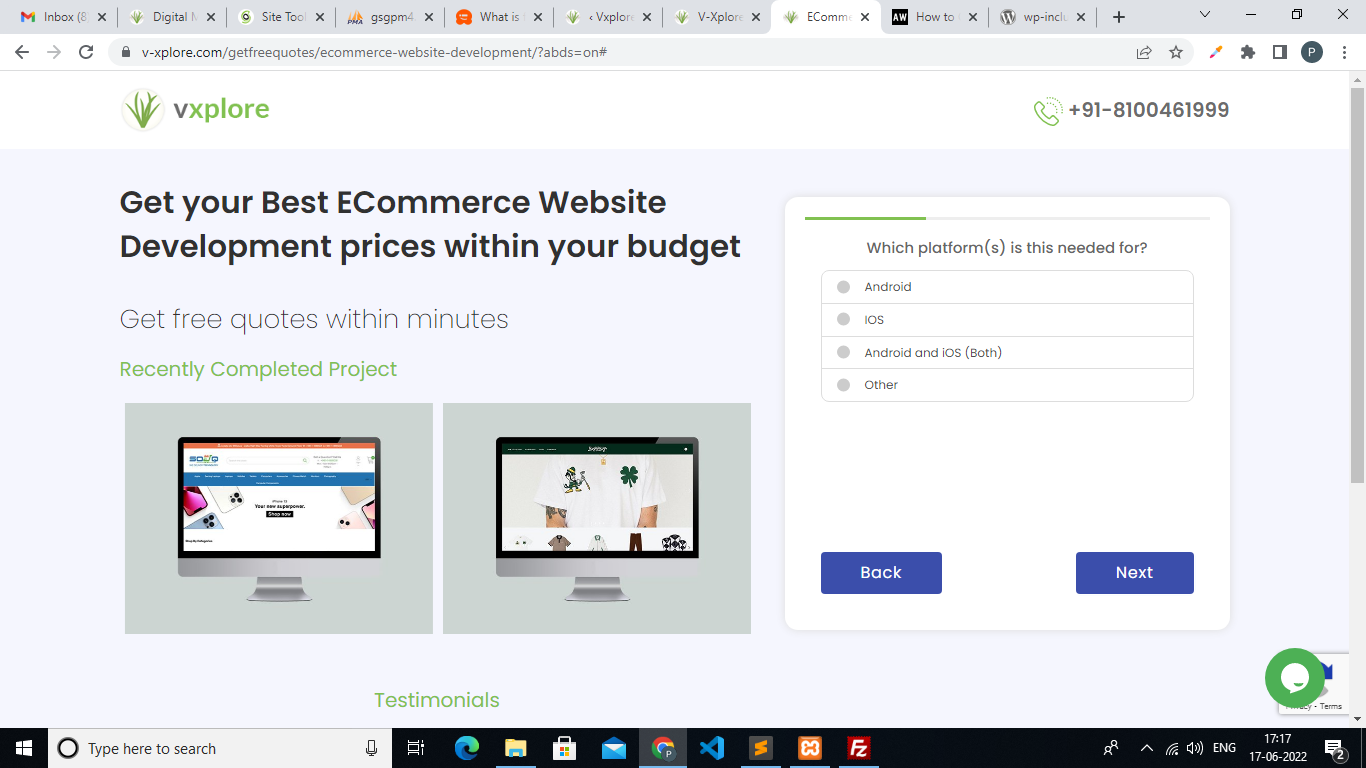 Inbox (8)
Digital M
Site Tool
gsgpm4.
What is
‹ Vxplore
V-Xplore
EComme
How to
wp-inclu
v-xplore.com/getfreequotes/ecommerce-website-development/?abds=on#
P
vxplore
+91-8100461999
Get your Best ECommerce Website
Development prices within your budget
Get free quotes within minutes
Recently Completed Project
iPhone 13
Your new superpower.
Shop now
Shop By Categories
Testimonials
Which platform(s) is this needed for?
Android
IOS
Android and iOS (Both)
Other
Back
Next
Privacy - Terms
Type here to search
ENG
17:17
17-06-2022
2